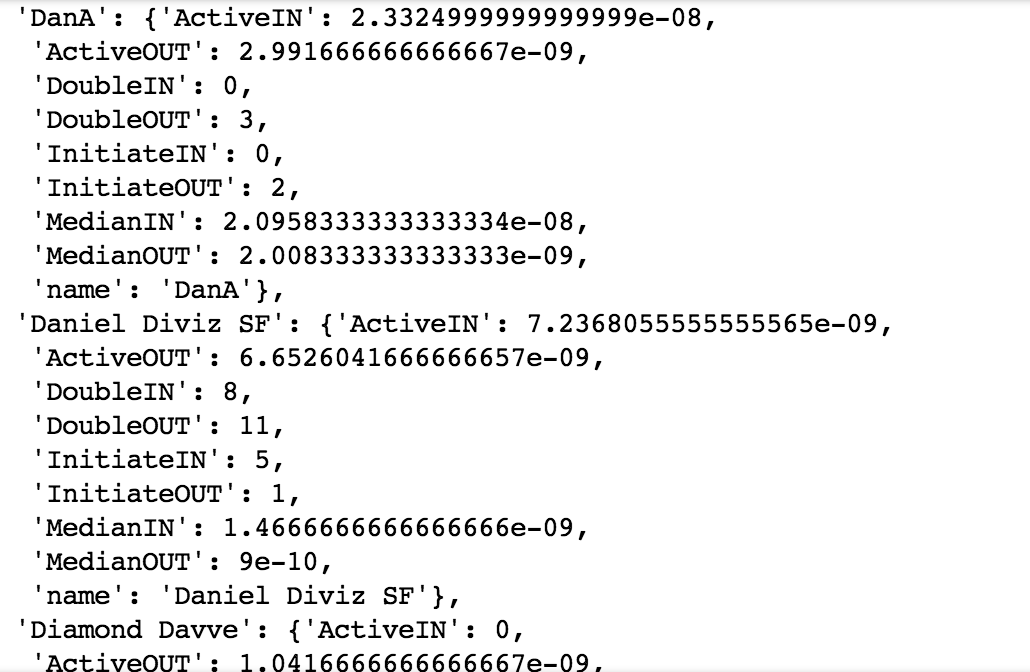 'DanA': {'ActiveIN': 2.3324999999999999e-08,
'ActiveOUT': 2.991666666666667e-09,
'DoubleIN': 0,
'DoubleOUT': 3,
'InitiateIN': 0,
'InitiateOUT': 2,
'MedianIN': 2.0958333333333334e-08,
'MedianOUT': 2.008333333333333e-09,
'name': 'DanA'},
'Daniel Diviz SF': {'ActiveIN': 7.2368055555555565e-09,
'ActiveOUT': 6.6526041666666657e-09,
'DoubleIN': 8,
'DoubleOUT': 11,
'InitiateIN': 5,
'InitiateOUT': 1,
'MedianIN': 1.4666666666666666e-09,
'MedianOUT': 9e-10,
'name': 'Daniel Diviz SF'},
'Diamond Davve': {'ActiveIN': 0,
'ActiveOUT': 1.0416666666666667e-09,